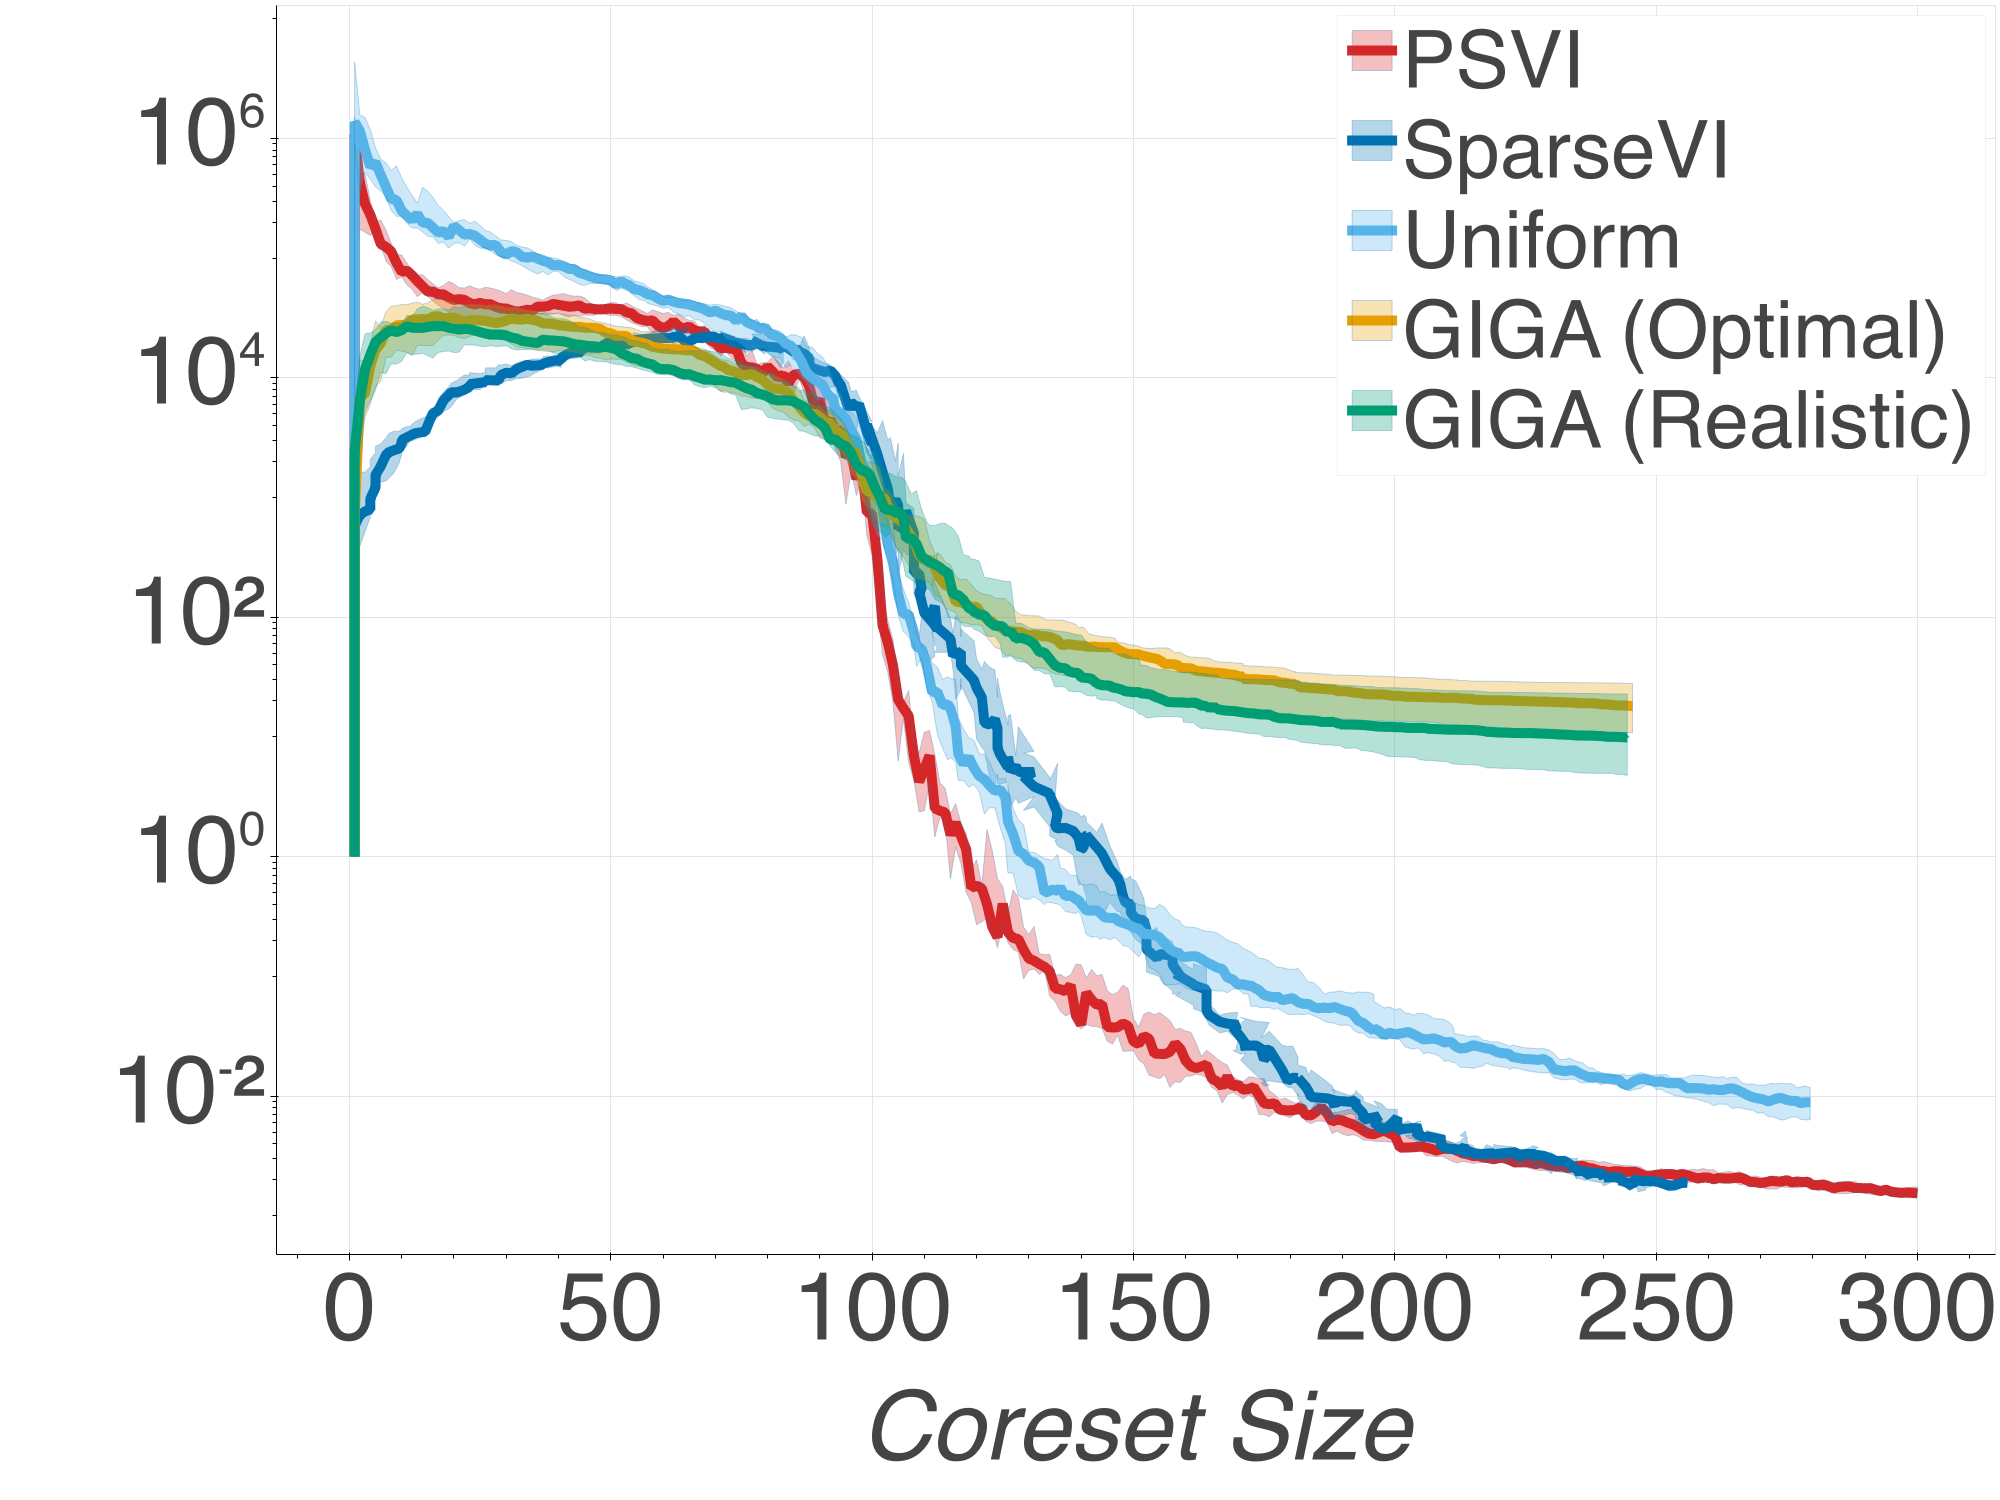 PSVI
SparseVI
Uniform
GIGA (Optimal)
GIGA (Realistic)
10⁶
10⁴
10²
10⁰
10⁻²
0 50 100 150 200 250 300
Coreset Size